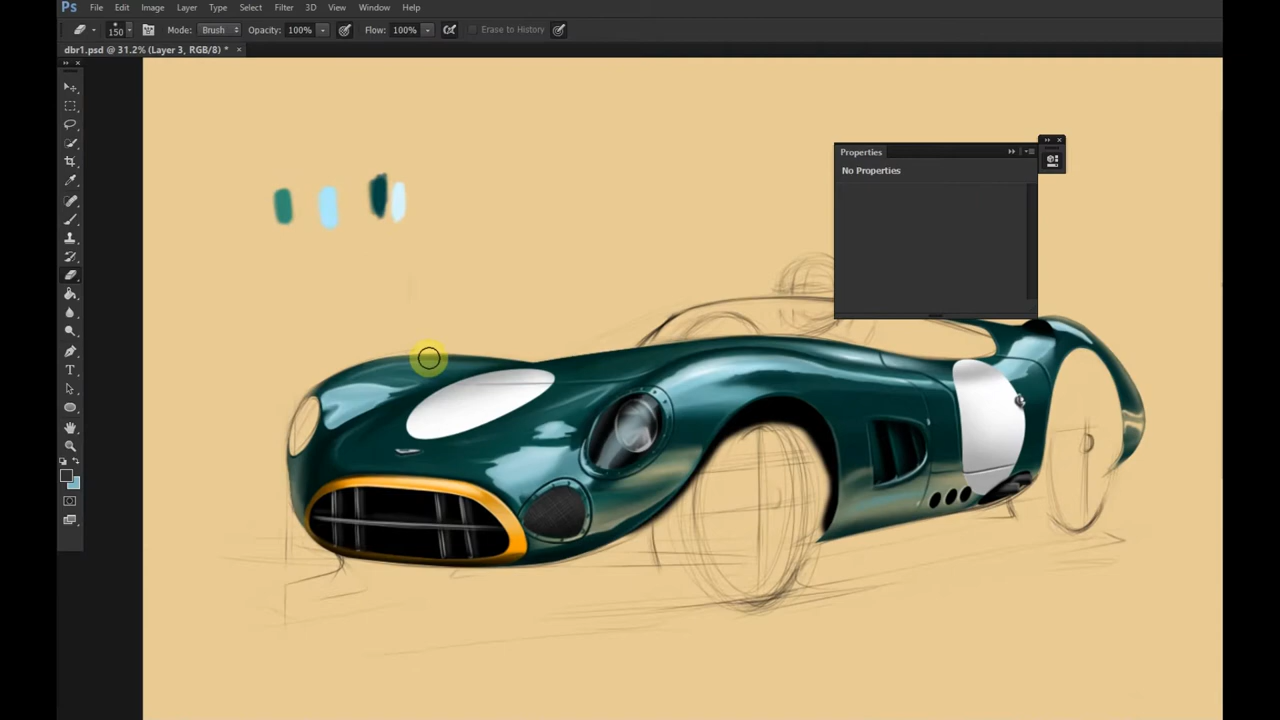 Ps File Edit Image Layer Type Select Filter 3D View Window Help
150 Mode: Brush Opacity: 100% Flow: 100% Erase to History
dbr1.psd @ 31.2% (Layer 3, RGB/8) * ×
Properties
No Properties